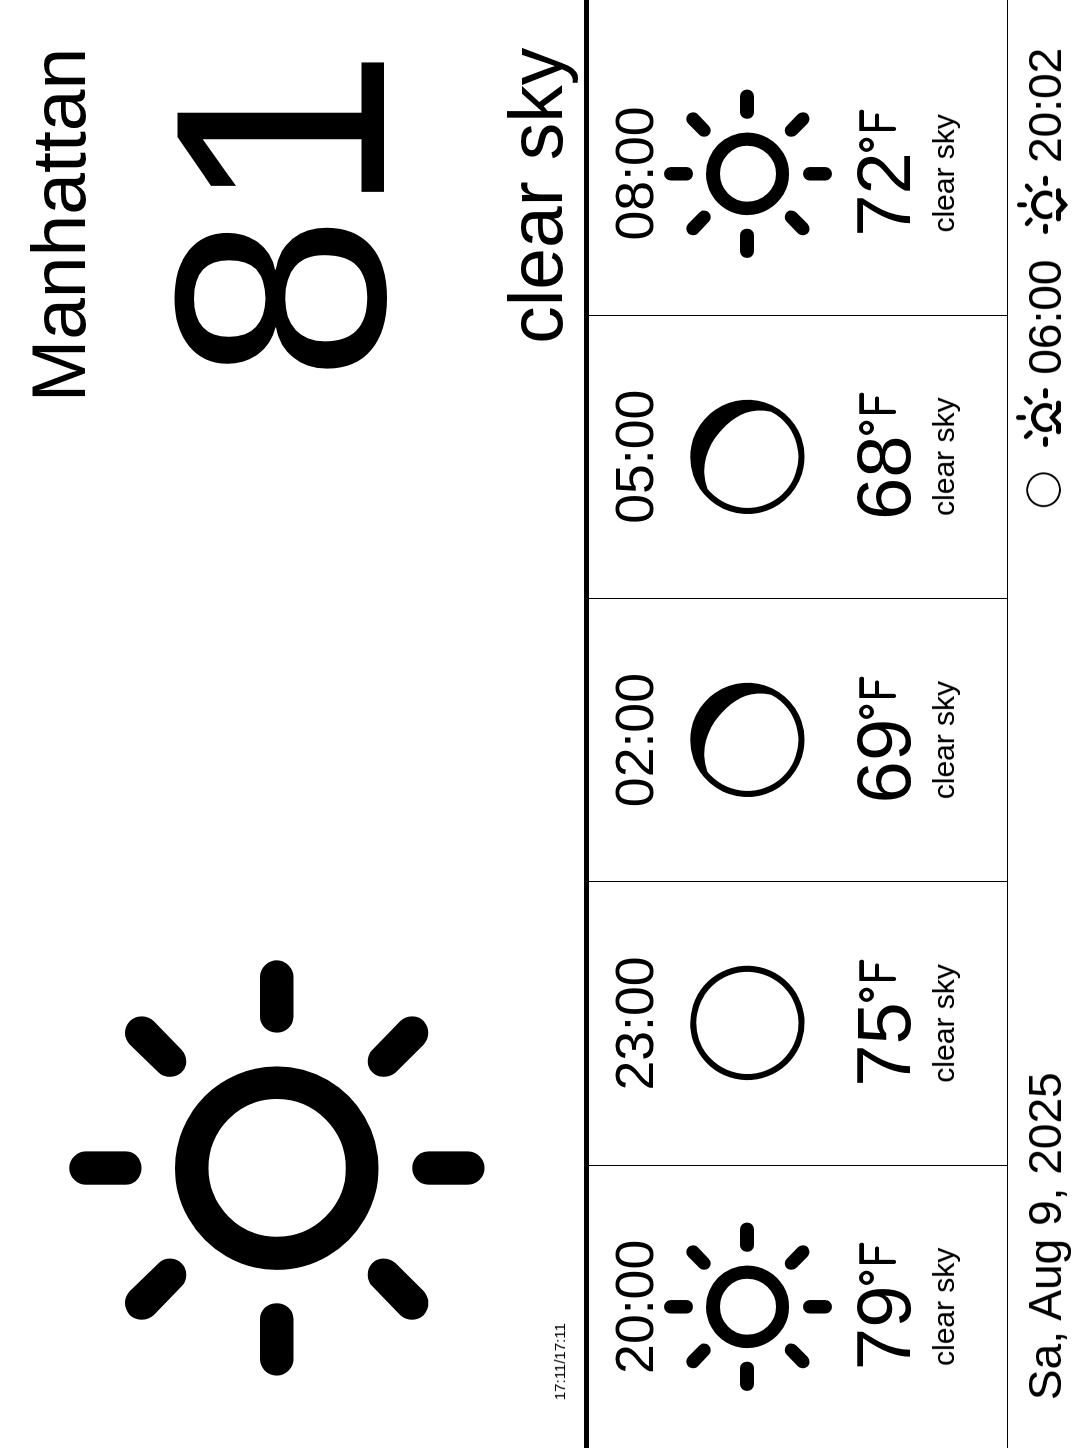 Manhattan
81
clear sky
17:11/17:11
20:00 23:00 02:00 05:00 08:00
79°F 75°F 69°F 68°F 72°F
clear sky clear sky clear sky clear sky clear sky
Sa, Aug 9, 2025 06:00 20:02